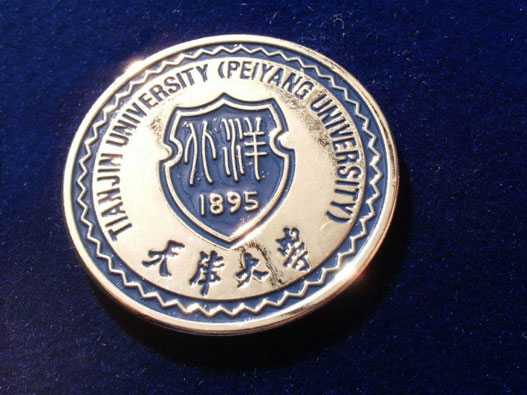 TIANJIN UNIVERSITY (PEIYANG UNIVERSITY)
北洋
1895
天津大学